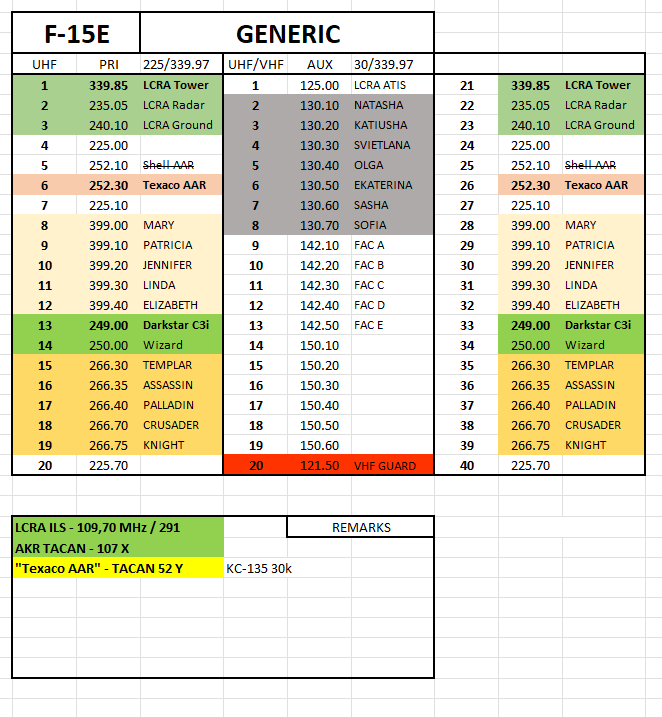 F-15E GENERIC
UHF PRI 225/339.97 UHF/VHF AUX 30/339.97
1 339.85 LCRA Tower 1 125.00 LCRA ATIS 21 339.85 LCRA Tower
2 235.05 LCRA Radar 2 130.10 NATASHA 22 235.05 LCRA Radar
3 240.10 LCRA Ground 3 130.20 KATIUSHA 23 240.10 LCRA Ground
4 225.00 4 130.30 SVIETLANA 24 225.00
5 252.10 Shell AAR 5 130.40 OLGA 25 252.10 Shell AAR
6 252.30 Texaco AAR 6 130.50 EKATERINA 26 252.30 Texaco AAR
7 225.10 7 130.60 SASHA 27 225.10
8 399.00 MARY 8 130.70 SOFIA 28 399.00 MARY
9 399.10 PATRICIA 9 142.10 FAC A 29 399.10 PATRICIA
10 399.20 JENNIFER 10 142.20 FAC B 30 399.20 JENNIFER
11 399.30 LINDA 11 142.30 FAC C 31 399.30 LINDA
12 399.40 ELIZABETH 12 142.40 FAC D 32 399.40 ELIZABETH
13 249.00 Darkstar C3i 13 142.50 FAC E 33 249.00 Darkstar C3i
14 250.00 Wizard 14 150.10 34 250.00 Wizard
15 266.30 TEMPLAR 15 150.20 35 266.30 TEMPLAR
16 266.35 ASSASSIN 16 150.30 36 266.35 ASSASSIN
17 266.40 PALLADIN 17 150.40 37 266.40 PALLADIN
18 266.70 CRUSADER 18 150.50 38 266.70 CRUSADER
19 266.75 KNIGHT 19 150.60 39 266.75 KNIGHT
20 225.70 20 121.50 VHF GUARD 40 225.70
LCRA ILS - 109,70 MHz / 291 REMARKS
AKR TACAN - 107 X
"Texaco AAR" - TACAN 52 Y KC-135 30k